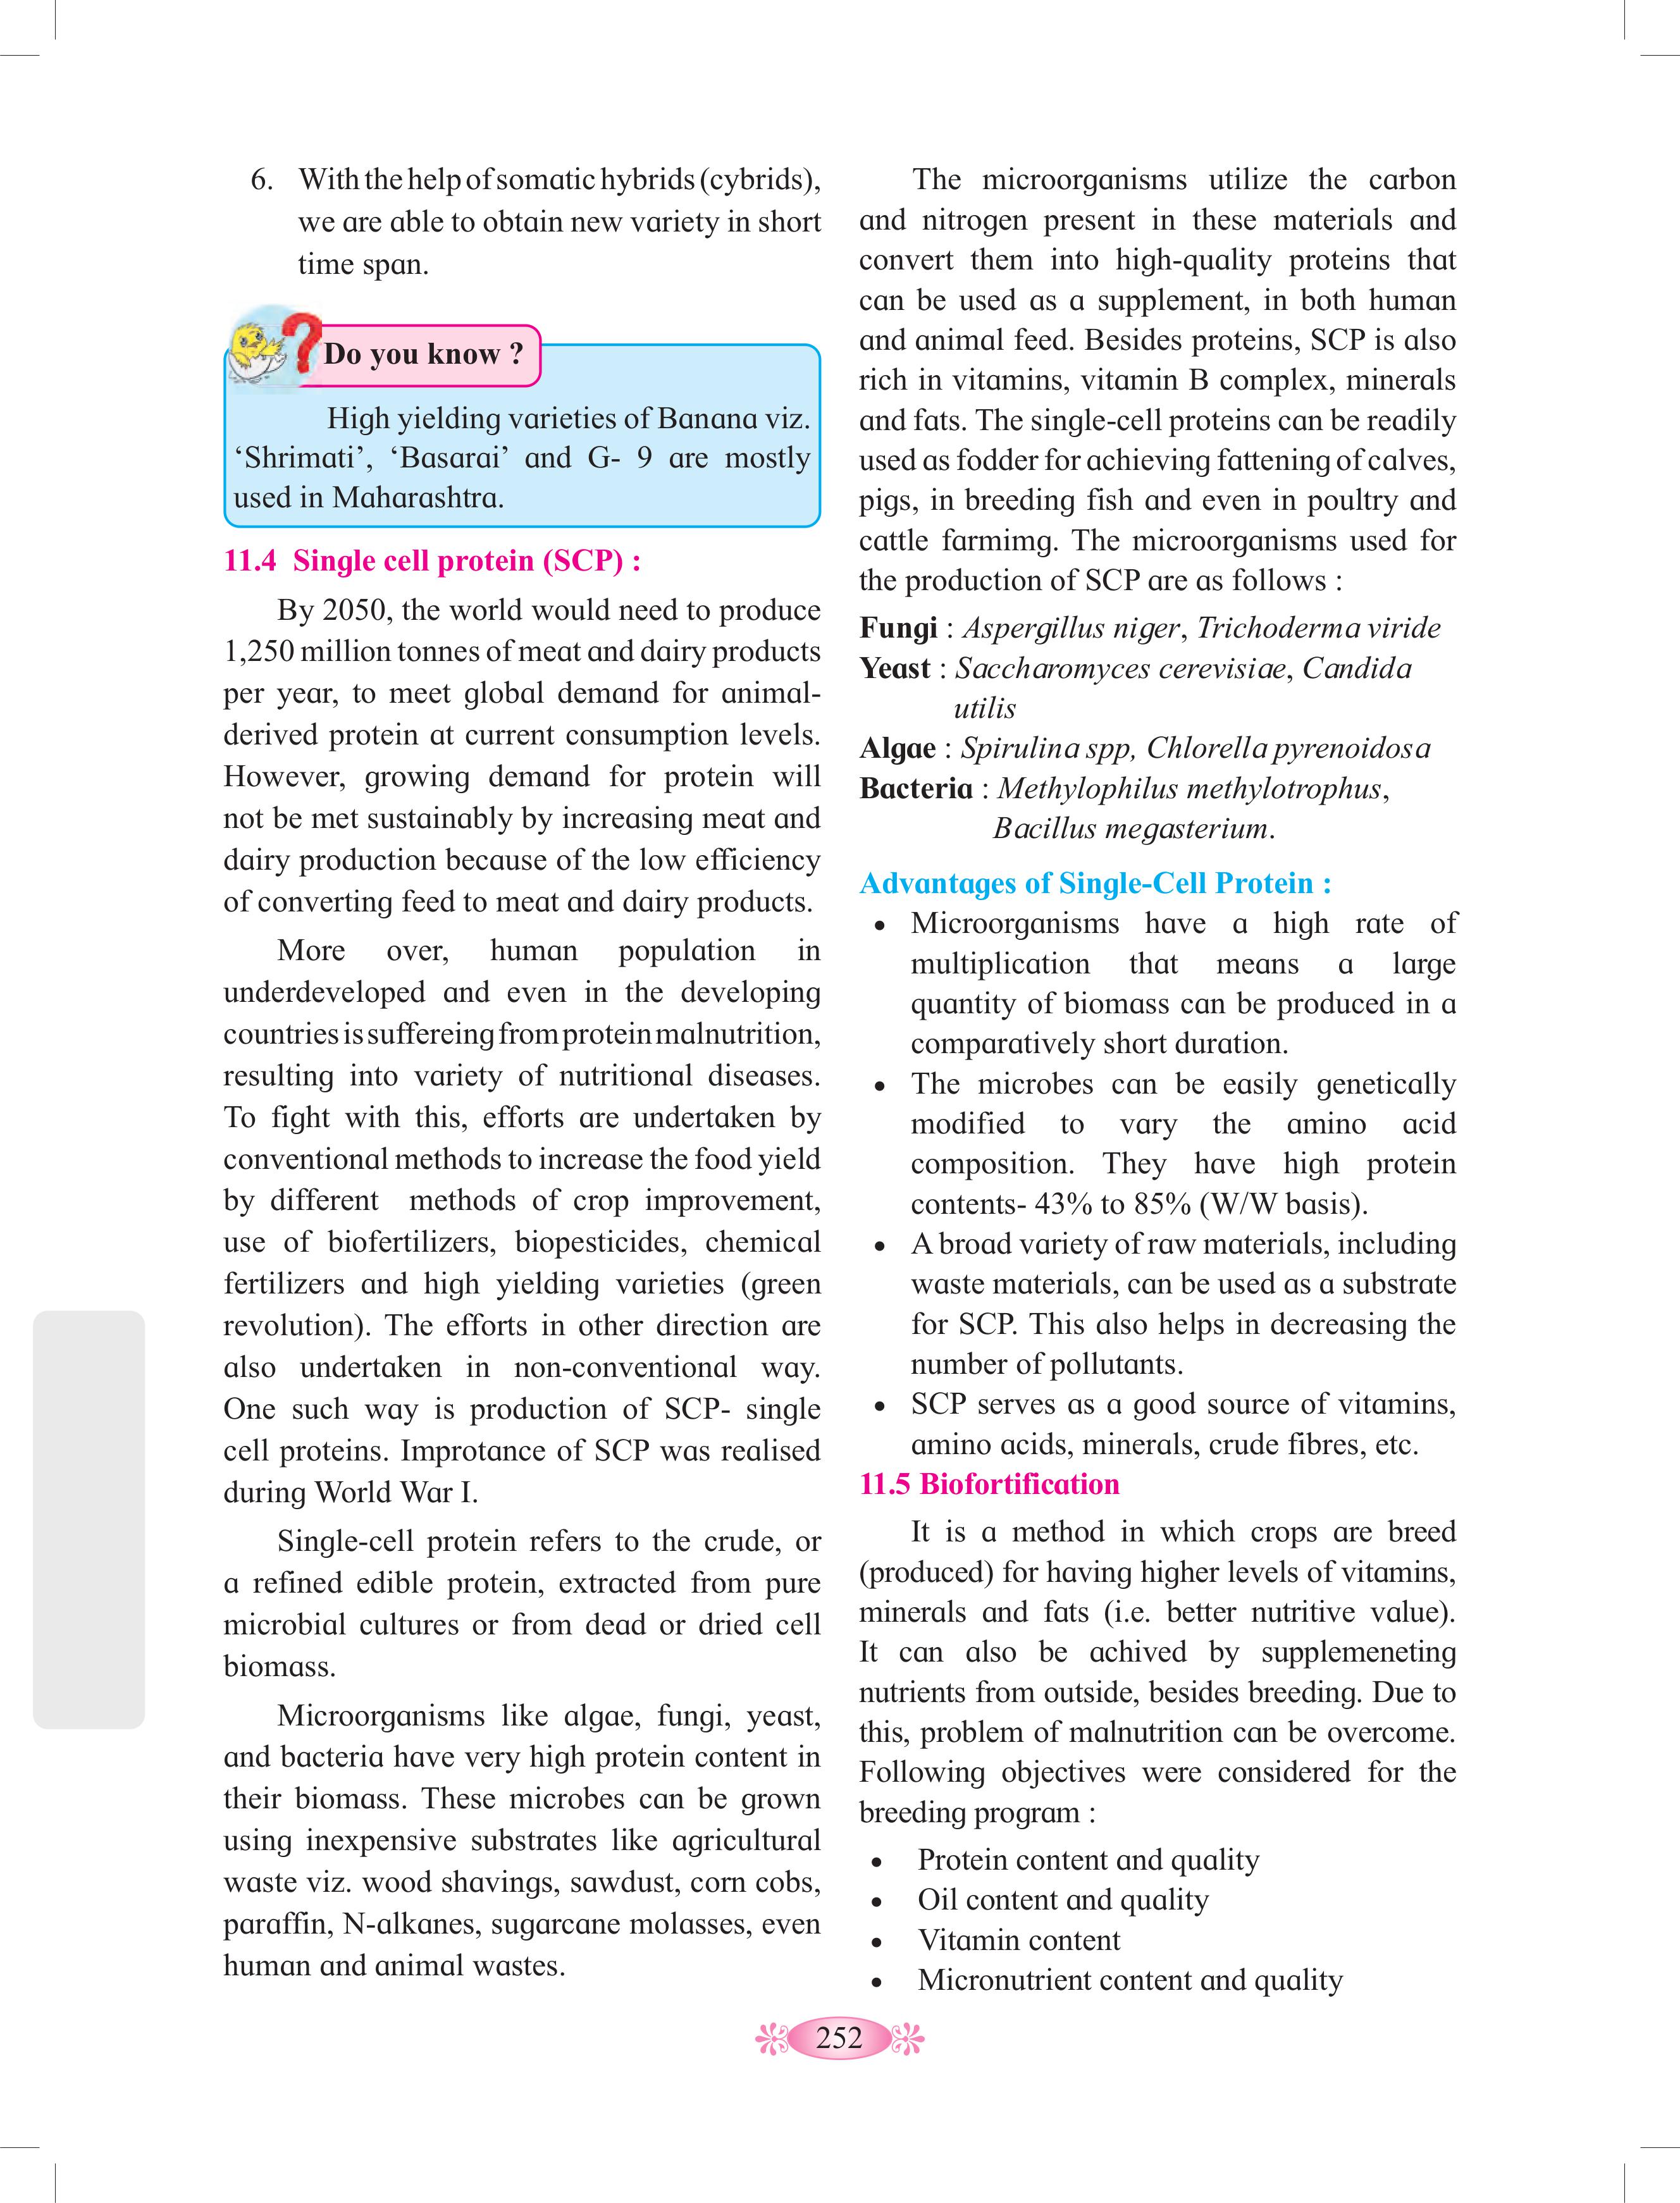 6. With the help of somatic hybrids (cybrids),
we are able to obtain new variety in short
time span.
Do you know ?
High yielding varieties of Banana viz.
‘Shrimati’, ‘Basarai’ and G- 9 are mostly
used in Maharashtra.
11.4 Single cell protein (SCP) :
By 2050, the world would need to produce
1,250 million tonnes of meat and dairy products
per year, to meet global demand for animal-
derived protein at current consumption levels.
However, growing demand for protein will
not be met sustainably by increasing meat and
dairy production because of the low efficiency
of converting feed to meat and dairy products.
More over, human population in
underdeveloped and even in the developing
countries is suffereing from protein malnutrition,
resulting into variety of nutritional diseases.
To fight with this, efforts are undertaken by
conventional methods to increase the food yield
by different methods of crop improvement,
use of biofertilizers, biopesticides, chemical
fertilizers and high yielding varieties (green
revolution). The efforts in other direction are
also undertaken in non-conventional way.
One such way is production of SCP- single
cell proteins. Improtance of SCP was realised
during World War I.
Single-cell protein refers to the crude, or
a refined edible protein, extracted from pure
microbial cultures or from dead or dried cell
biomass.
Microorganisms like algae, fungi, yeast,
and bacteria have very high protein content in
their biomass. These microbes can be grown
using inexpensive substrates like agricultural
waste viz. wood shavings, sawdust, corn cobs,
paraffin, N-alkanes, sugarcane molasses, even
human and animal wastes.
The microorganisms utilize the carbon
and nitrogen present in these materials and
convert them into high-quality proteins that
can be used as a supplement, in both human
and animal feed. Besides proteins, SCP is also
rich in vitamins, vitamin B complex, minerals
and fats. The single-cell proteins can be readily
used as fodder for achieving fattening of calves,
pigs, in breeding fish and even in poultry and
cattle farmimg. The microorganisms used for
the production of SCP are as follows :
Fungi : Aspergillus niger, Trichoderma viride
Yeast : Saccharomyces cerevisiae, Candida
utilis
Algae : Spirulina spp, Chlorella pyrenoidosa
Bacteria : Methylophilus methylotrophus,
Bacillus megasterium.
Advantages of Single-Cell Protein :
• Microorganisms have a high rate of
multiplication that means a large
quantity of biomass can be produced in a
comparatively short duration.
• The microbes can be easily genetically
modified to vary the amino acid
composition. They have high protein
contents- 43% to 85% (W/W basis).
• A broad variety of raw materials, including
waste materials, can be used as a substrate
for SCP. This also helps in decreasing the
number of pollutants.
• SCP serves as a good source of vitamins,
amino acids, minerals, crude fibres, etc.
11.5 Biofortification
It is a method in which crops are breed
(produced) for having higher levels of vitamins,
minerals and fats (i.e. better nutritive value).
It can also be achived by supplemeneting
nutrients from outside, besides breeding. Due to
this, problem of malnutrition can be overcome.
Following objectives were considered for the
breeding program :
• Protein content and quality
• Oil content and quality
• Vitamin content
• Micronutrient content and quality
252